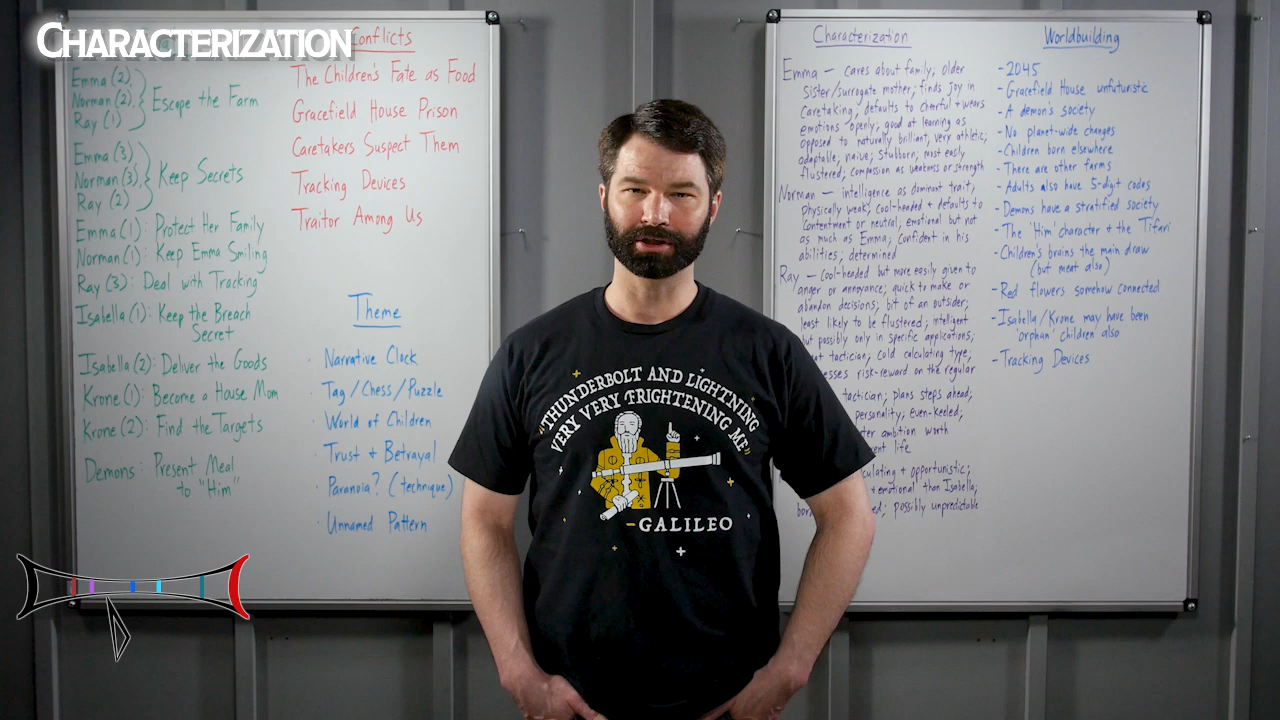 CHARACTERIZATION
Conflicts
Emma (2),
Norman (2),
Ray (1)
Escape the Farm
Emma (3)
Norman (3),
Ray (2)
Keep Secrets
Emma (1): Protect Her Family
Norman (1): Keep Emma Smiling
Ray (3): Deal with Tracking
Isabella (1): Keep the Breach
Secret
Isabella (2): Deliver the Goods
Krone (1): Become a House Mom
Krone (2): Find the Targets
Demons: Present Meal
to "Him"
The Children's Fate as Food
Gracefield House Prison
Caretakers Suspect Them
Tracking Devices
Traitor Among Us
Theme
· Narrative Clock
· Tag/Chess/Puzzle
· World of Children
· Trust + Betrayal
· Paranoia? (technique)
· Unnamed Pattern
"THUNDERBOLT AND LIGHTNING
VERY VERY FRIGHTENING ME"
-GALILEO
Characterization
Emma — cares about family; older
sister/surrogate mother; finds joy in
caretaking, defaults to cheerful + wears
emotions openly; good at learning as
opposed to naturally brilliant, very athletic;
adaptable, naive; stubborn; most easily
flustered; compassion as weakness or strength
Norman — intelligence as dominant trait;
physically weak; cool-headed + defaults to
contentment or neutral; emotional but not
as much as Emma; confident in his
abilities; determined
Ray — cool-headed but more easily given to
anger or annoyance; quick to make or
abandon decisions; bit of an outsider;
least likely to be flustered; intelligent
but possibly only in specific applications;
tactician; cold calculating type;
risk-reward on the regular
tactician; plans steps ahead;
personality; even-keeled;
ambition worth
life
+ opportunistic;
+ emotional than Isabella;
possibly unpredictable
Worldbuilding
- 2045
- Gracefield House unfuturistic
- A demon's society
- No planet-wide changes
- Children born elsewhere
- There are other farms
- Adults also have 5-digit codes
- Demons have a stratified society
- The "Him" character + the Tifari
- Children's brains the main draw
(but meat also)
- Red flowers somehow connected
- Isabella/Krone may have been
'orphan' children also
- Tracking Devices